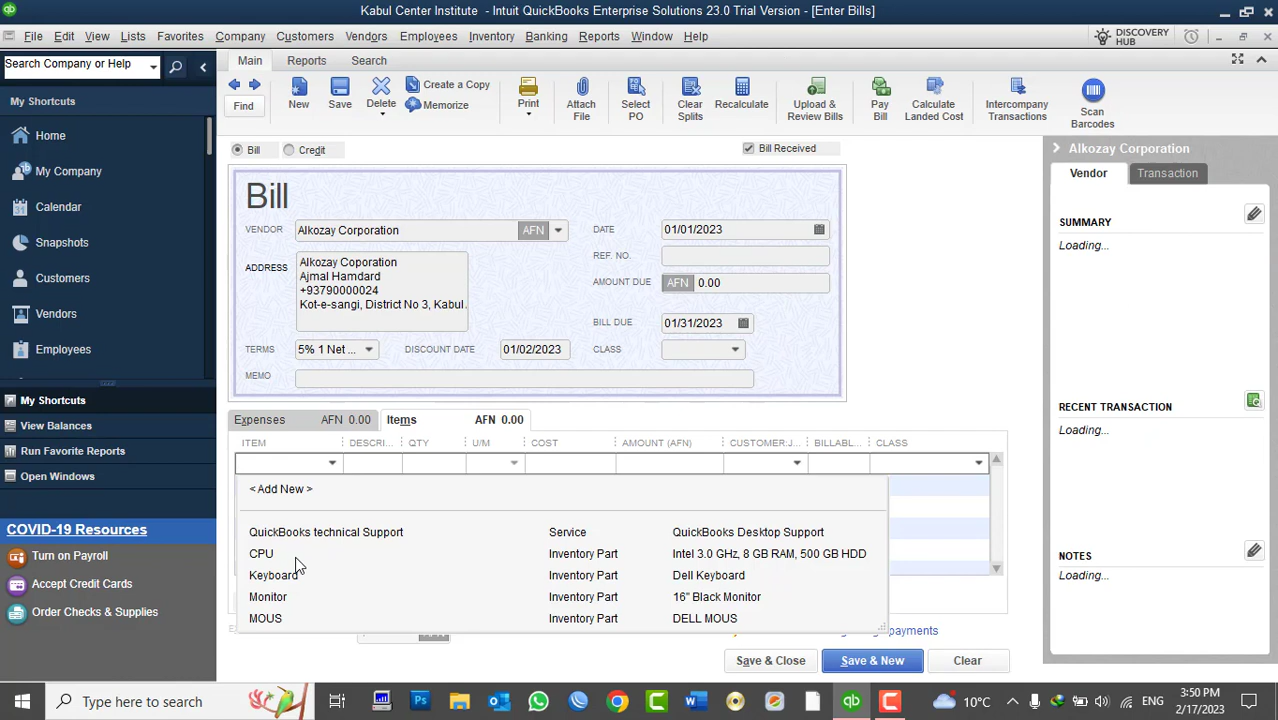 Kabul Center Institute - Intuit QuickBooks Enterprise Solutions 23.0 Trial Version - [Enter Bills]
File Edit View Lists Favorites Company Customers Vendors Employees Inventory Banking Reports Window Help
DISCOVERY HUB
Search Company or Help
My Shortcuts
Home
My Company
Calendar
Snapshots
Customers
Vendors
Employees
My Shortcuts
View Balances
Run Favorite Reports
Open Windows
COVID-19 Resources
Turn on Payroll
Accept Credit Cards
Order Checks & Supplies
Main Reports Search
Find
New
Save
Delete
Create a Copy
Memorize
Print
Attach File
Select PO
Clear Splits
Recalculate
Upload & Review Bills
Pay Bill
Calculate Landed Cost
Intercompany Transactions
Scan Barcodes
Bill Credit Bill Received
Bill
VENDOR Alkozay Corporation AFN
DATE 01/01/2023
REF. NO.
ADDRESS
Alkozay Coporation
Ajmal Hamdard
+93790000024
Kot-e-sangi, District No 3, Kabul
AMOUNT DUE AFN 0.00
BILL DUE 01/31/2023
TERMS 5% 1 Net ... DISCOUNT DATE 01/02/2023 CLASS
MEMO
Expenses AFN 0.00 Items AFN 0.00
ITEM DESCRI... QTY U/M COST AMOUNT (AFN) CUSTOMER:J... BILLABL... CLASS
< Add New >
QuickBooks technical Support Service QuickBooks Desktop Support
CPU Inventory Part Intel 3.0 GHz, 8 GB RAM, 500 GB HDD
Keyboard Inventory Part Dell Keyboard
Monitor Inventory Part 16" Black Monitor
MOUS Inventory Part DELL MOUS
payments
Save & Close Save & New Clear
Alkozay Corporation
Vendor Transaction
SUMMARY
Loading...
RECENT TRANSACTION
Loading...
NOTES
Loading...
Type here to search
10°C
ENG
3:50 PM
2/17/2023